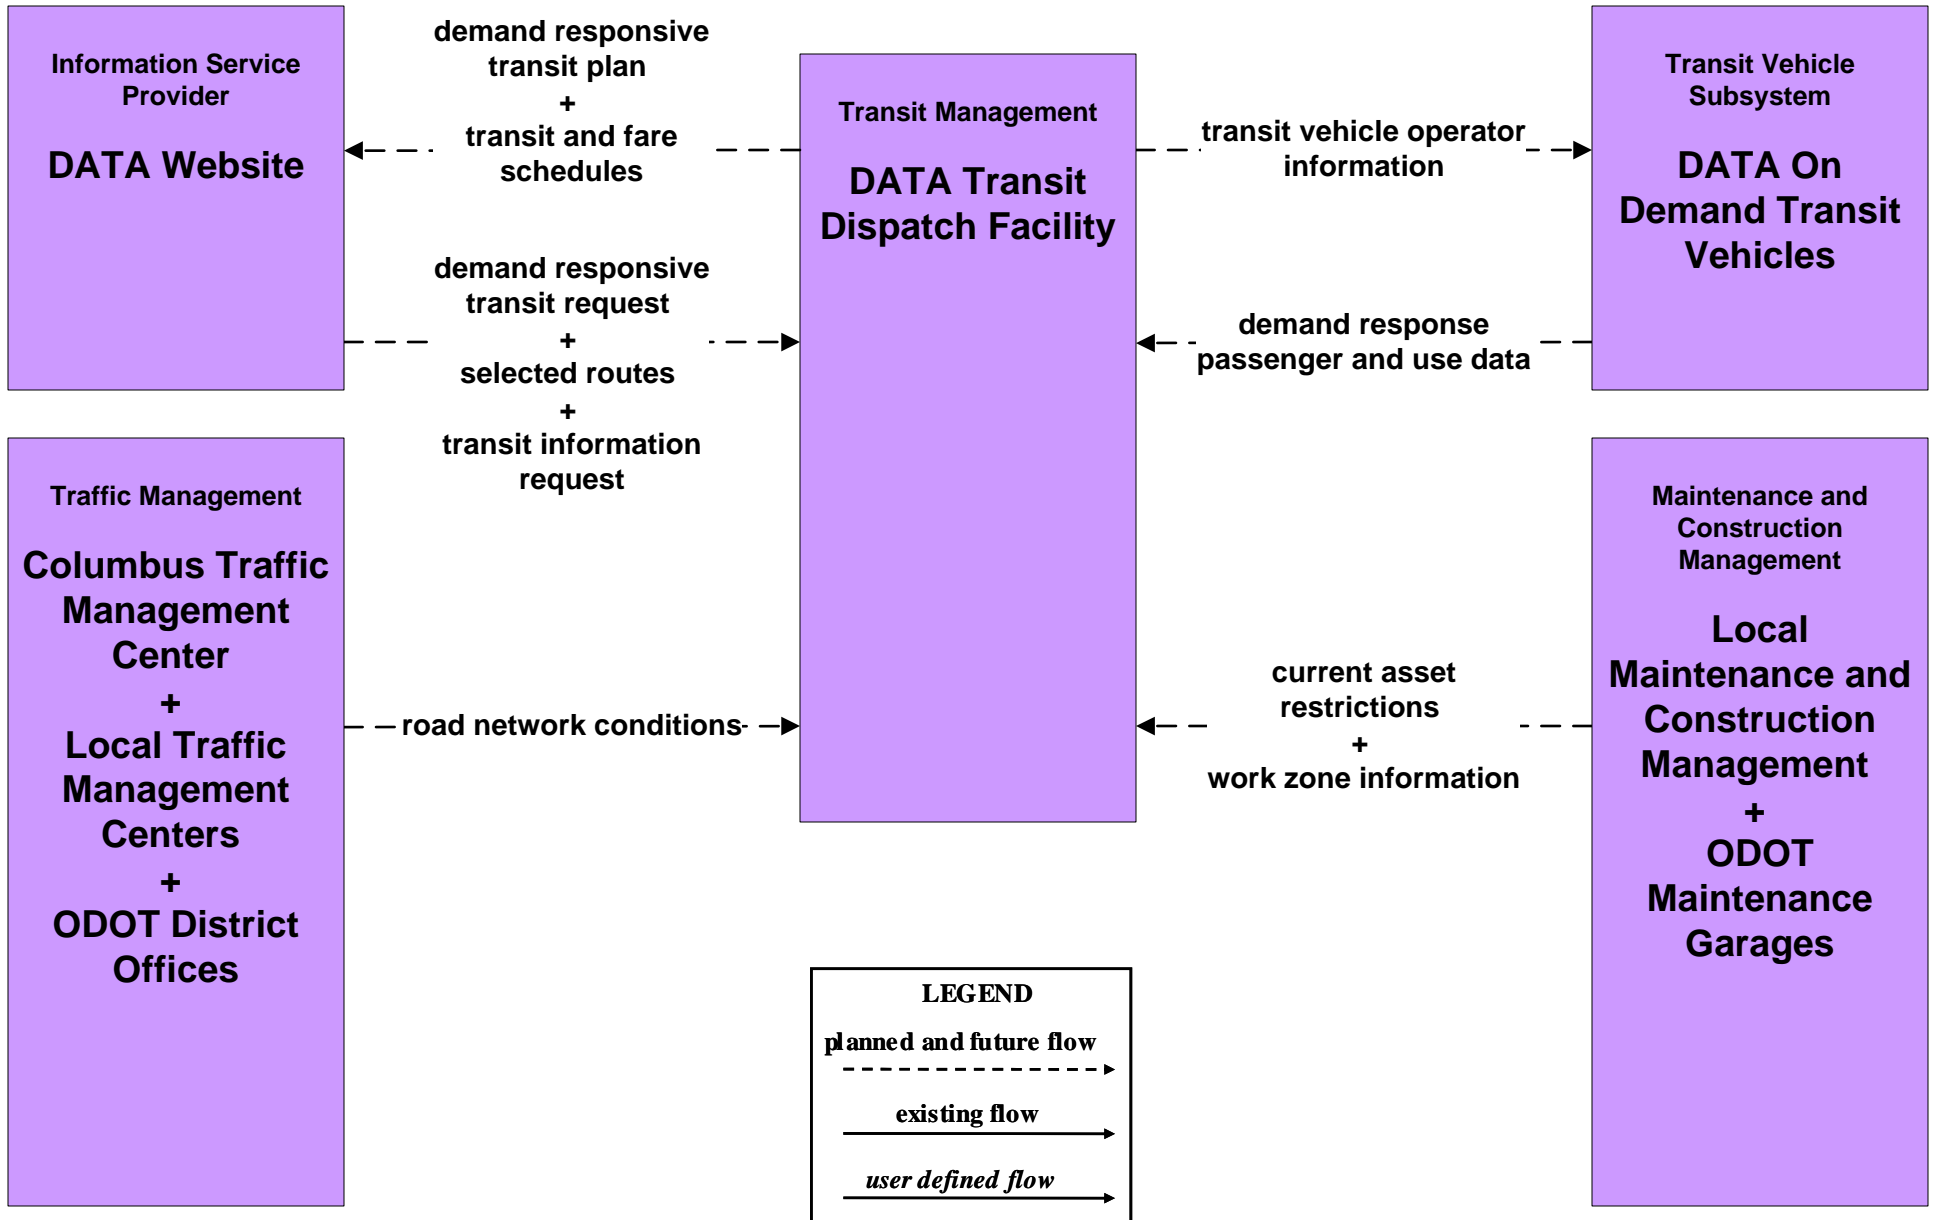 Information Service
Provider
DATA Website
demand responsive
transit plan
+
transit and fare
schedules
demand responsive
transit request
+
selected routes
+
transit information
request
Transit Management
DATA Transit
Dispatch Facility
transit vehicle operator
information
demand response
passenger and use data
Transit Vehicle
Subsystem
DATA On
Demand Transit
Vehicles
Traffic Management
Columbus Traffic
Management
Center
+
Local Traffic
Management
Centers
+
ODOT District
Offices
road network conditions
current asset
restrictions
+
work zone information
Maintenance and
Construction
Management
Local
Maintenance and
Construction
Management
+
ODOT
Maintenance
Garages
LEGEND
planned and future flow
existing flow
user defined flow